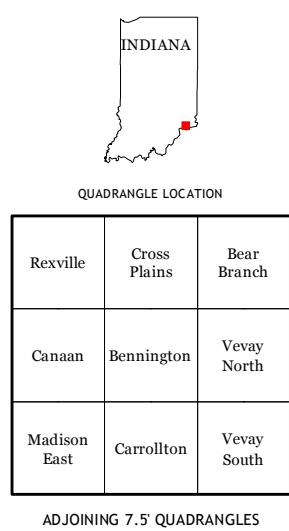 INDIANA
QUADRANGLE LOCATION
Rexville
Cross
Plains
Bear
Branch
Canaan
Bennington
Vevay
North
Madison
East
Carrollton
Vevay
South
ADJOINING 7.5' QUADRANGLES